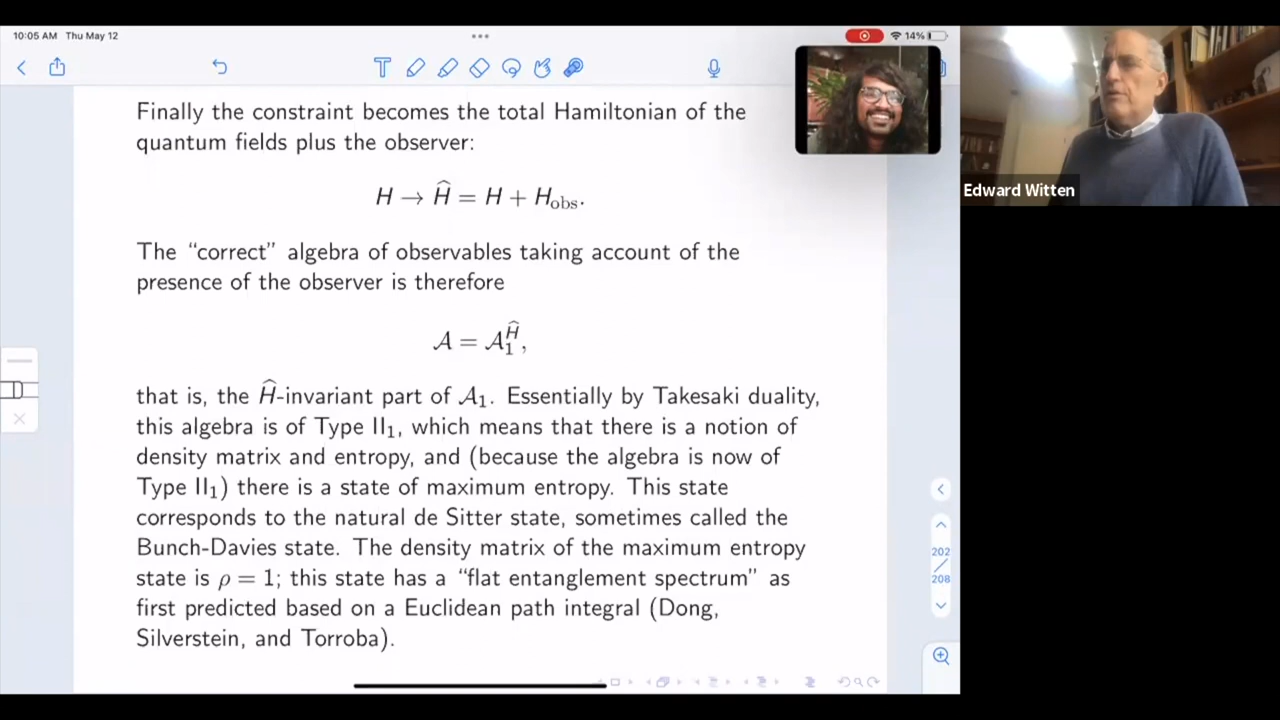 10:05 AM Thu May 12
14%
Finally the constraint becomes the total Hamiltonian of the
quantum fields plus the observer:
H → Ĥ = H + H_obs.
The “correct” algebra of observables taking account of the
presence of the observer is therefore
𝒜 = 𝒜₁^Ĥ,
that is, the Ĥ-invariant part of 𝒜₁. Essentially by Takesaki duality,
this algebra is of Type II₁, which means that there is a notion of
density matrix and entropy, and (because the algebra is now of
Type II₁) there is a state of maximum entropy. This state
corresponds to the natural de Sitter state, sometimes called the
Bunch-Davies state. The density matrix of the maximum entropy
state is ρ = 1; this state has a “flat entanglement spectrum” as
first predicted based on a Euclidean path integral (Dong,
Silverstein, and Torroba).
202
/
208
Edward Witten